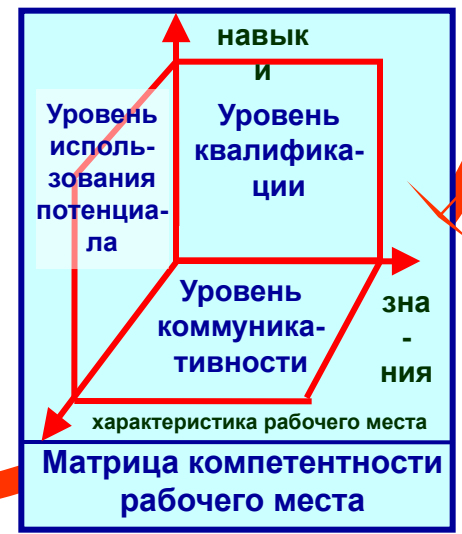 навык
и
Уровень
исполь-
зования
потенциа-
ла
Уровень
квалифика-
ции
Уровень
коммуника-
тивности
зна
-
ния
характеристика рабочего места
Матрица компетентности
рабочего места